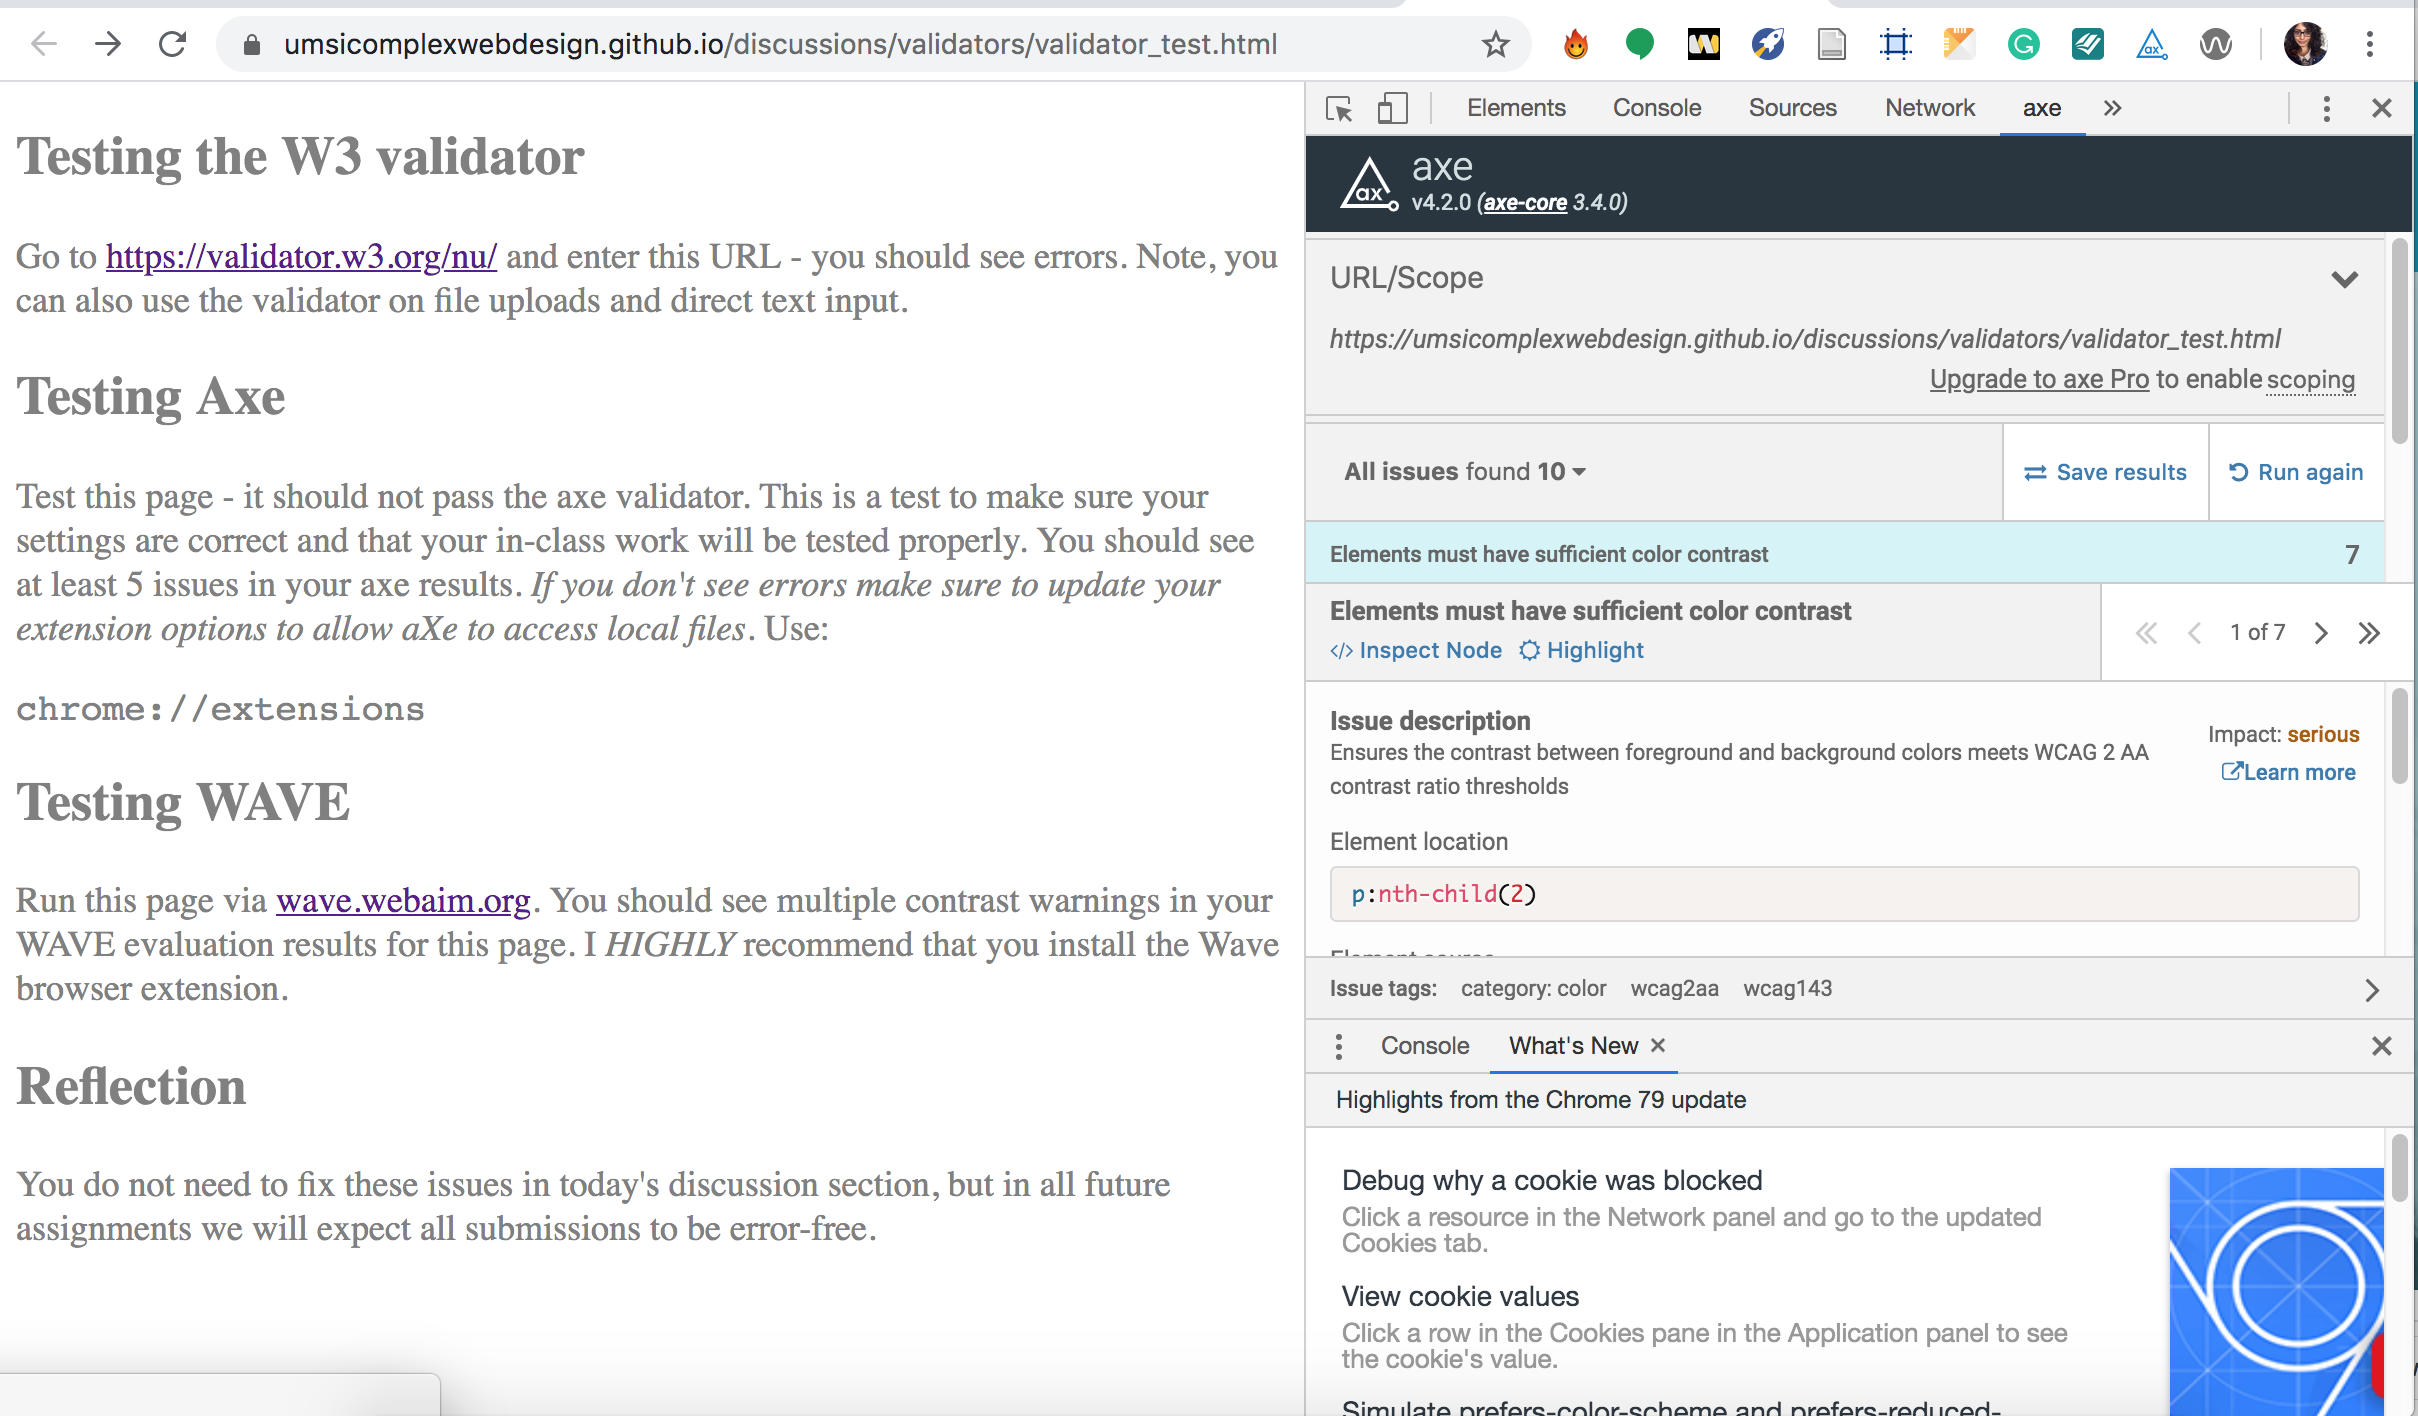 umsicomplexwebdesign.github.io/discussions/validators/validator_test.html
Testing the W3 validator
Go to https://validator.w3.org/nu/ and enter this URL - you should see errors. Note, you
can also use the validator on file uploads and direct text input.
Testing Axe
Test this page - it should not pass the axe validator. This is a test to make sure your
settings are correct and that your in-class work will be tested properly. You should see
at least 5 issues in your axe results. If you don't see errors make sure to update your
extension options to allow aXe to access local files. Use:
chrome://extensions
Testing WAVE
Run this page via wave.webaim.org. You should see multiple contrast warnings in your
WAVE evaluation results for this page. I HIGHLY recommend that you install the Wave
browser extension.
Reflection
You do not need to fix these issues in today's discussion section, but in all future
assignments we will expect all submissions to be error-free.
Elements Console Sources Network axe
ax axe
v4.2.0 (axe-core 3.4.0)
URL/Scope
https://umsicomplexwebdesign.github.io/discussions/validators/validator_test.html
Upgrade to axe Pro to enable scoping
All issues found 10 Save results Run again
Elements must have sufficient color contrast 7
Elements must have sufficient color contrast
</> Inspect Node Highlight 1 of 7
Issue description
Impact: serious
Ensures the contrast between foreground and background colors meets WCAG 2 AA
contrast ratio thresholds
Learn more
Element location
p:nth-child(2)
Element source
Issue tags: category: color wcag2aa wcag143
Console What's New
Highlights from the Chrome 79 update
Debug why a cookie was blocked
Click a resource in the Network panel and go to the updated
Cookies tab.
View cookie values
Click a row in the Cookies pane in the Application panel to see
the cookie's value.
Simulate prefers-color-scheme and prefers-reduced-